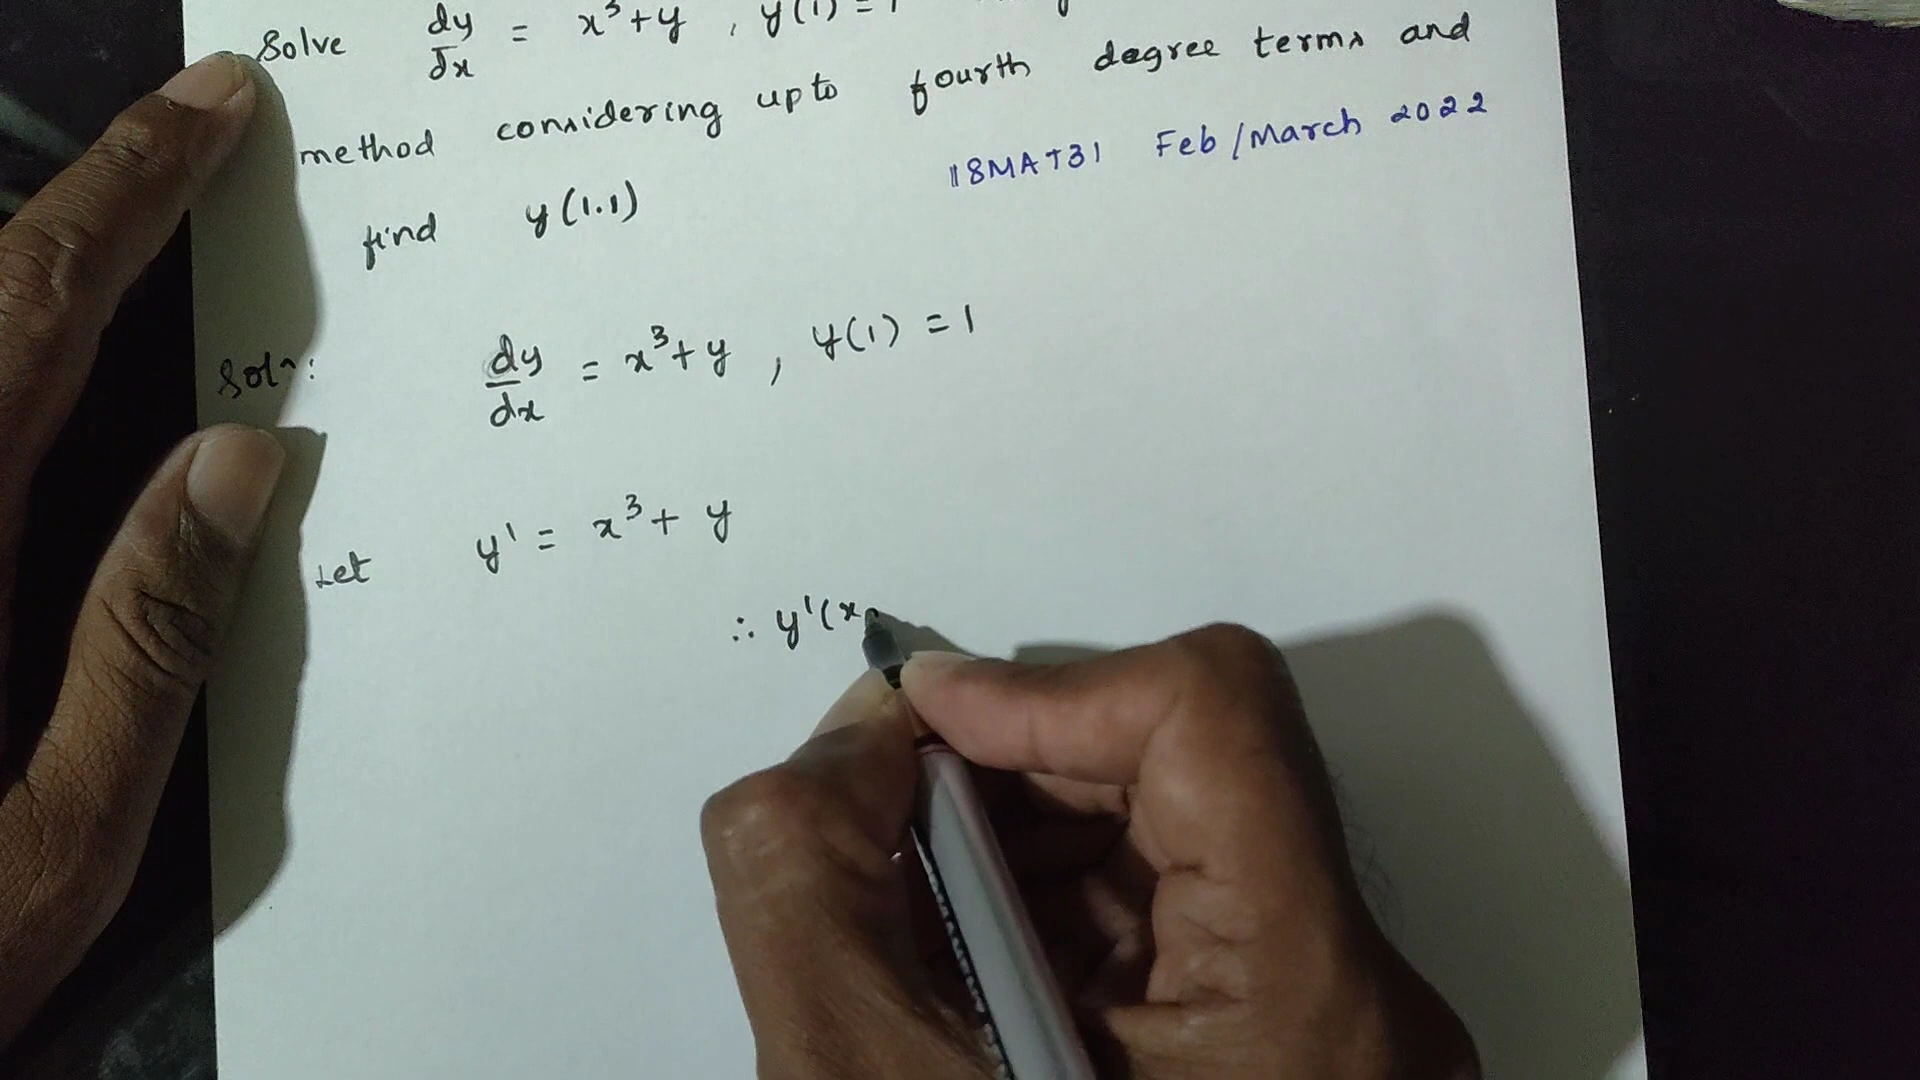 Solve dy/dx = x³+y , y(1)=1
method considering upto fourth degree terms and
18MAT31 Feb/March 2022
find y(1.1)
Soln: dy/dx = x³+y , y(1) = 1
Let y' = x³+ y
∴ y'(x